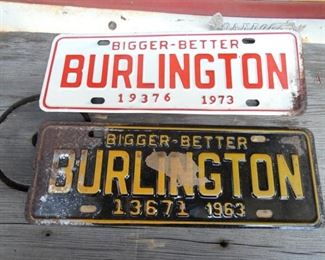 BIGGER-BETTER
BURLINGTON
19376 1973
BIGGER-BETTER
BURLINGTON
13671 1963